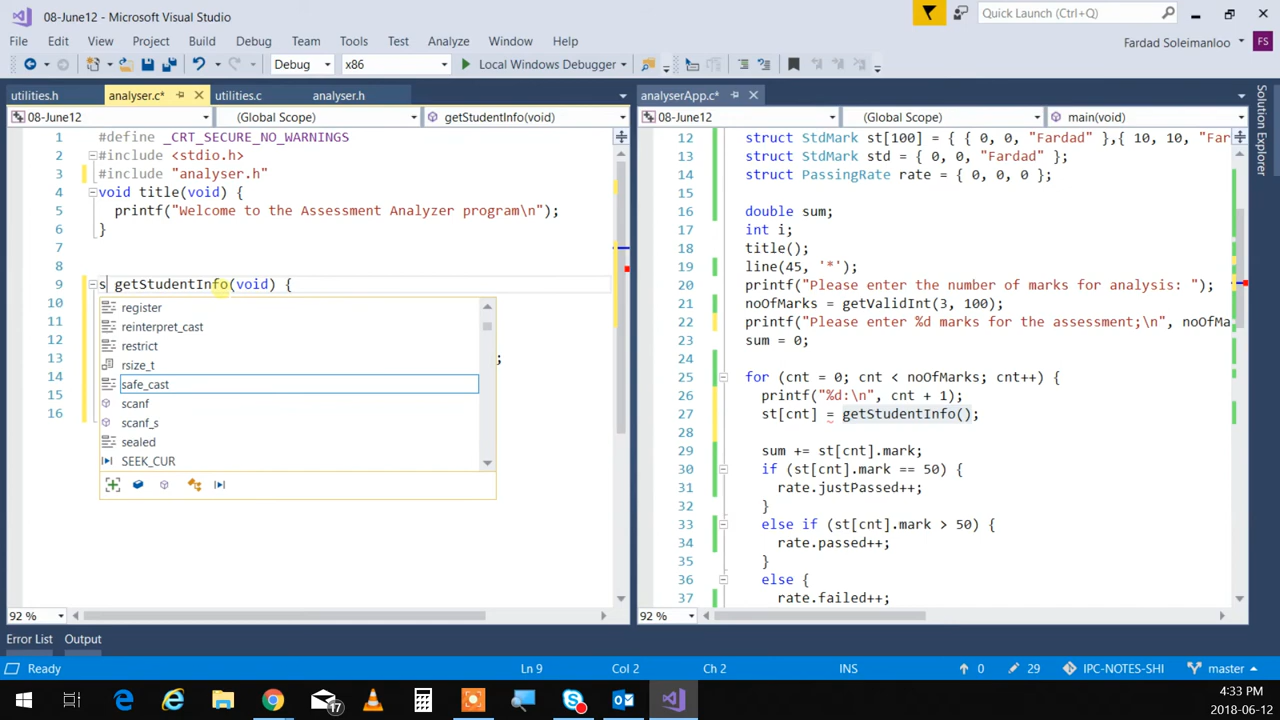 08-June12 - Microsoft Visual Studio
Quick Launch (Ctrl+Q)
File Edit View Project Build Debug Team Tools Test Analyze Window Help
Fardad Soleimanloo
FS
Debug x86 Local Windows Debugger
utilities.h analyser.c* utilities.c analyser.h
08-June12 (Global Scope) getStudentInfo(void)
1 #define _CRT_SECURE_NO_WARNINGS
2 #include <stdio.h>
3 #include "analyser.h"
4 void title(void) {
5 printf("Welcome to the Assessment Analyzer program\n");
6 }
7
8
9 s getStudentInfo(void) {
10
11
12
13 ;
14
15
16
register
reinterpret_cast
restrict
rsize_t
safe_cast
scanf
scanf_s
sealed
SEEK_CUR
92 %
analyserApp.c*
08-June12 (Global Scope) main(void)
12 struct StdMark st[100] = { { 0, 0, "Fardad" },{ 10, 10, "Far
13 struct StdMark std = { 0, 0, "Fardad" };
14 struct PassingRate rate = { 0, 0, 0 };
15
16 double sum;
17 int i;
18 title();
19 line(45, '*');
20 printf("Please enter the number of marks for analysis: ");
21 noOfMarks = getValidInt(3, 100);
22 printf("Please enter %d marks for the assessment;\n", noOfMa
23 sum = 0;
24
25 for (cnt = 0; cnt < noOfMarks; cnt++) {
26 printf("%d:\n", cnt + 1);
27 st[cnt] = getStudentInfo();
28
29 sum += st[cnt].mark;
30 if (st[cnt].mark == 50) {
31 rate.justPassed++;
32 }
33 else if (st[cnt].mark > 50) {
34 rate.passed++;
35 }
36 else {
37 rate.failed++;
92 %
Solution Explorer
Error List Output
Ready Ln 9 Col 2 Ch 2 INS 0 29 IPC-NOTES-SHI master
17
4:33 PM
2018-06-12